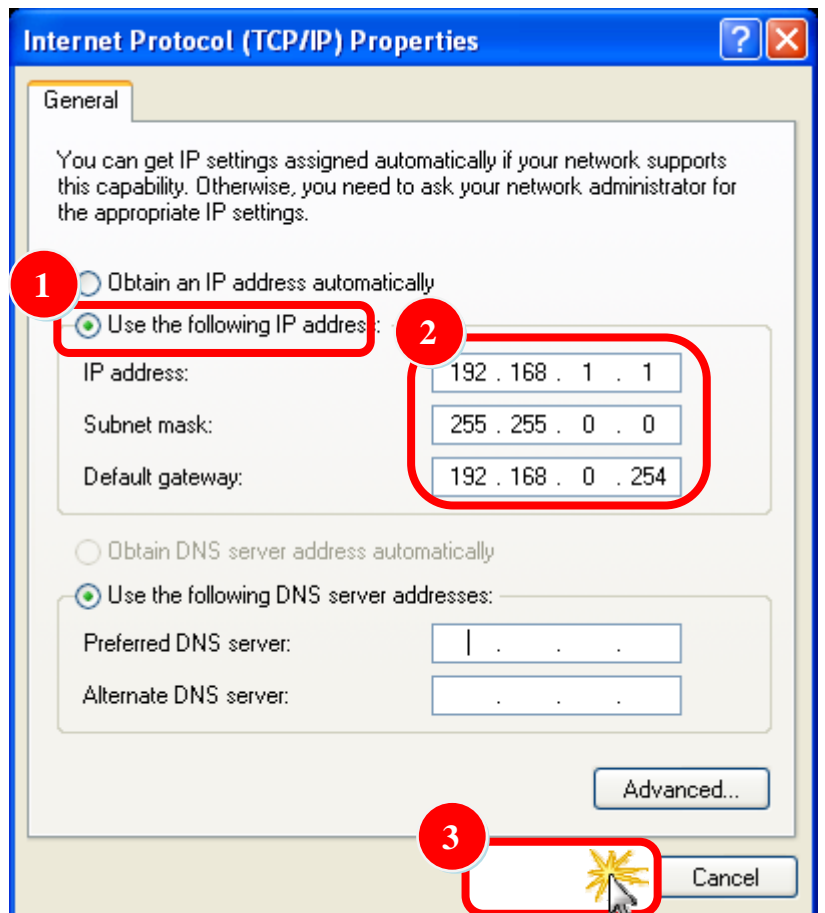 Internet Protocol (TCP/IP) Properties
General
You can get IP settings assigned automatically if your network supports
this capability. Otherwise, you need to ask your network administrator for
the appropriate IP settings.
1
Obtain an IP address automatically
Use the following IP address:
2
IP address: 192 . 168 . 1 . 1
Subnet mask: 255 . 255 . 0 . 0
Default gateway: 192 . 168 . 0 . 254
Obtain DNS server address automatically
Use the following DNS server addresses:
Preferred DNS server: . . .
Alternate DNS server: . . .
Advanced...
3
Cancel